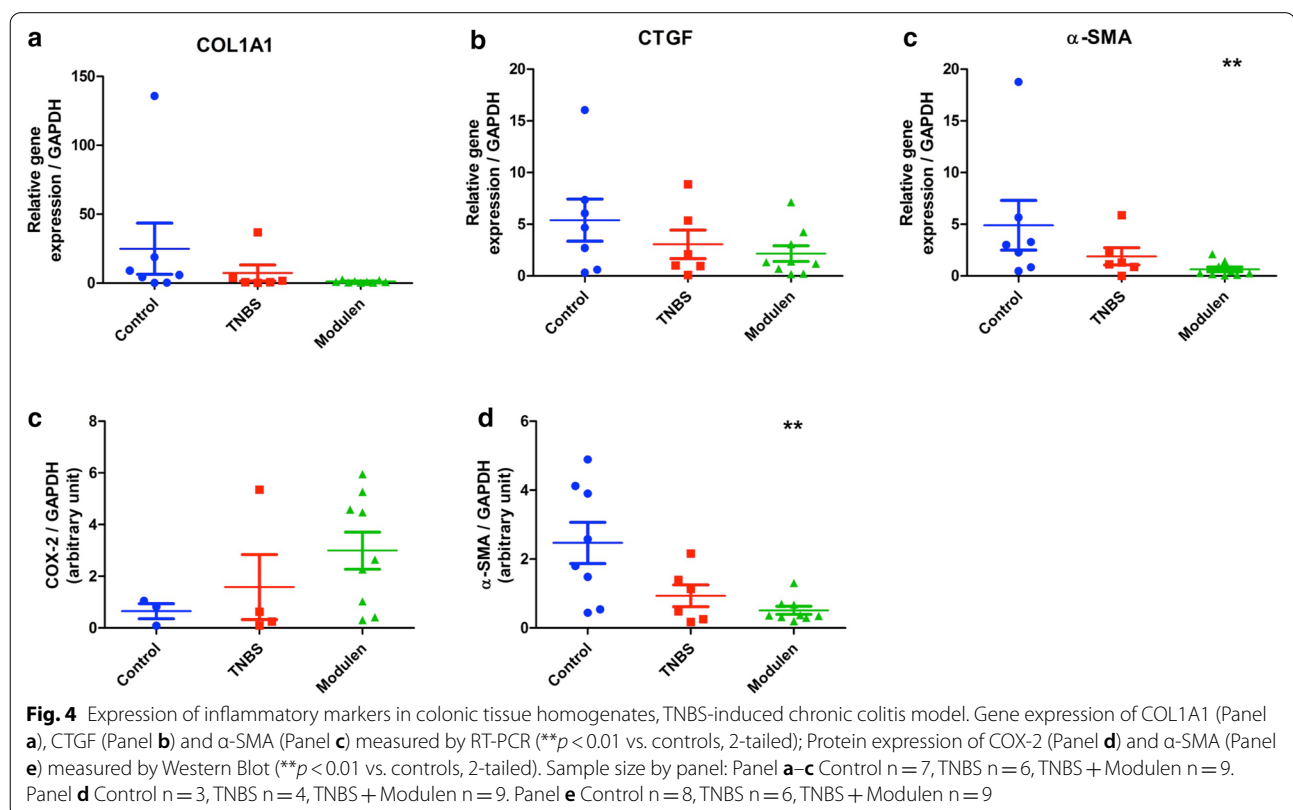 a COL1A1
Relative gene
expression / GAPDH
150
100
50
0
Control TNBS Modulen
b CTGF
Relative gene
expression / GAPDH
20
15
10
5
0
Control TNBS Modulen
c α-SMA
Relative gene
expression / GAPDH
20
15
10
5
0
**
Control TNBS Modulen
c
COX-2 / GAPDH
(arbitrary unit)
8
6
4
2
0
Control TNBS Modulen
d
α-SMA / GAPDH
(arbitrary unit)
6
4
2
0
**
Control TNBS Modulen
Fig. 4 Expression of inflammatory markers in colonic tissue homogenates, TNBS-induced chronic colitis model. Gene expression of COL1A1 (Panel
a), CTGF (Panel b) and α-SMA (Panel c) measured by RT-PCR (**p < 0.01 vs. controls, 2-tailed); Protein expression of COX-2 (Panel d) and α-SMA (Panel
e) measured by Western Blot (**p < 0.01 vs. controls, 2-tailed). Sample size by panel: Panel a–c Control n = 7, TNBS n = 6, TNBS + Modulen n = 9.
Panel d Control n = 3, TNBS n = 4, TNBS + Modulen n = 9. Panel e Control n = 8, TNBS n = 6, TNBS + Modulen n = 9